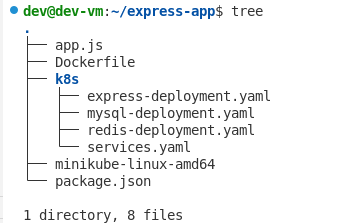 dev@dev-vm:~/express-app$ tree
.
├── app.js
├── Dockerfile
├── k8s
│   ├── express-deployment.yaml
│   ├── mysql-deployment.yaml
│   ├── redis-deployment.yaml
│   └── services.yaml
├── minikube-linux-amd64
└── package.json
1 directory, 8 files